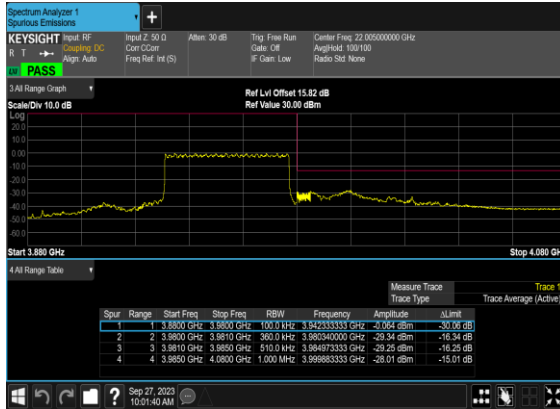 Spectrum Analyzer 1
Spurious Emissions
+
KEYSIGHT Input: RF Input Z: 50 Ω Atten: 30 dB Trig: Free Run Center Freq: 22.005000000 GHz
R T Coupling: DC Corr CCorr Gate: Off Avg|Hold: 100/100
Align: Auto Freq Ref: Int (S) IF Gain: Low Radio Std: None
PASS
3 All Range Graph
Ref Lvl Offset 15.82 dB
Scale/Div 10.0 dB Ref Value 30.00 dBm
Log
20.0
10.0
0.00
-10.0
-20.0
-30.0
-40.0
-50.0
-60.0
Start 3.880 GHz Stop 4.080 GH
4 All Range Table
Measure Trace Trace 1
Trace Type Trace Average (Active)
Spur Range Start Freq Stop Freq RBW Frequency Amplitude ΔLimit
1 1 3.8800 GHz 3.9800 GHz 100.0 kHz 3.942333333 GHz -0.064 dBm -30.06 dB
2 2 3.9800 GHz 3.9810 GHz 360.0 kHz 3.980340000 GHz -29.34 dBm -16.34 dB
3 3 3.9810 GHz 3.9850 GHz 510.0 kHz 3.984973333 GHz -29.25 dBm -16.25 dB
4 4 3.9850 GHz 4.0800 GHz 1.000 MHz 3.999883333 GHz -28.01 dBm -15.01 dB
? Sep 27, 2023
10:01:40 AM